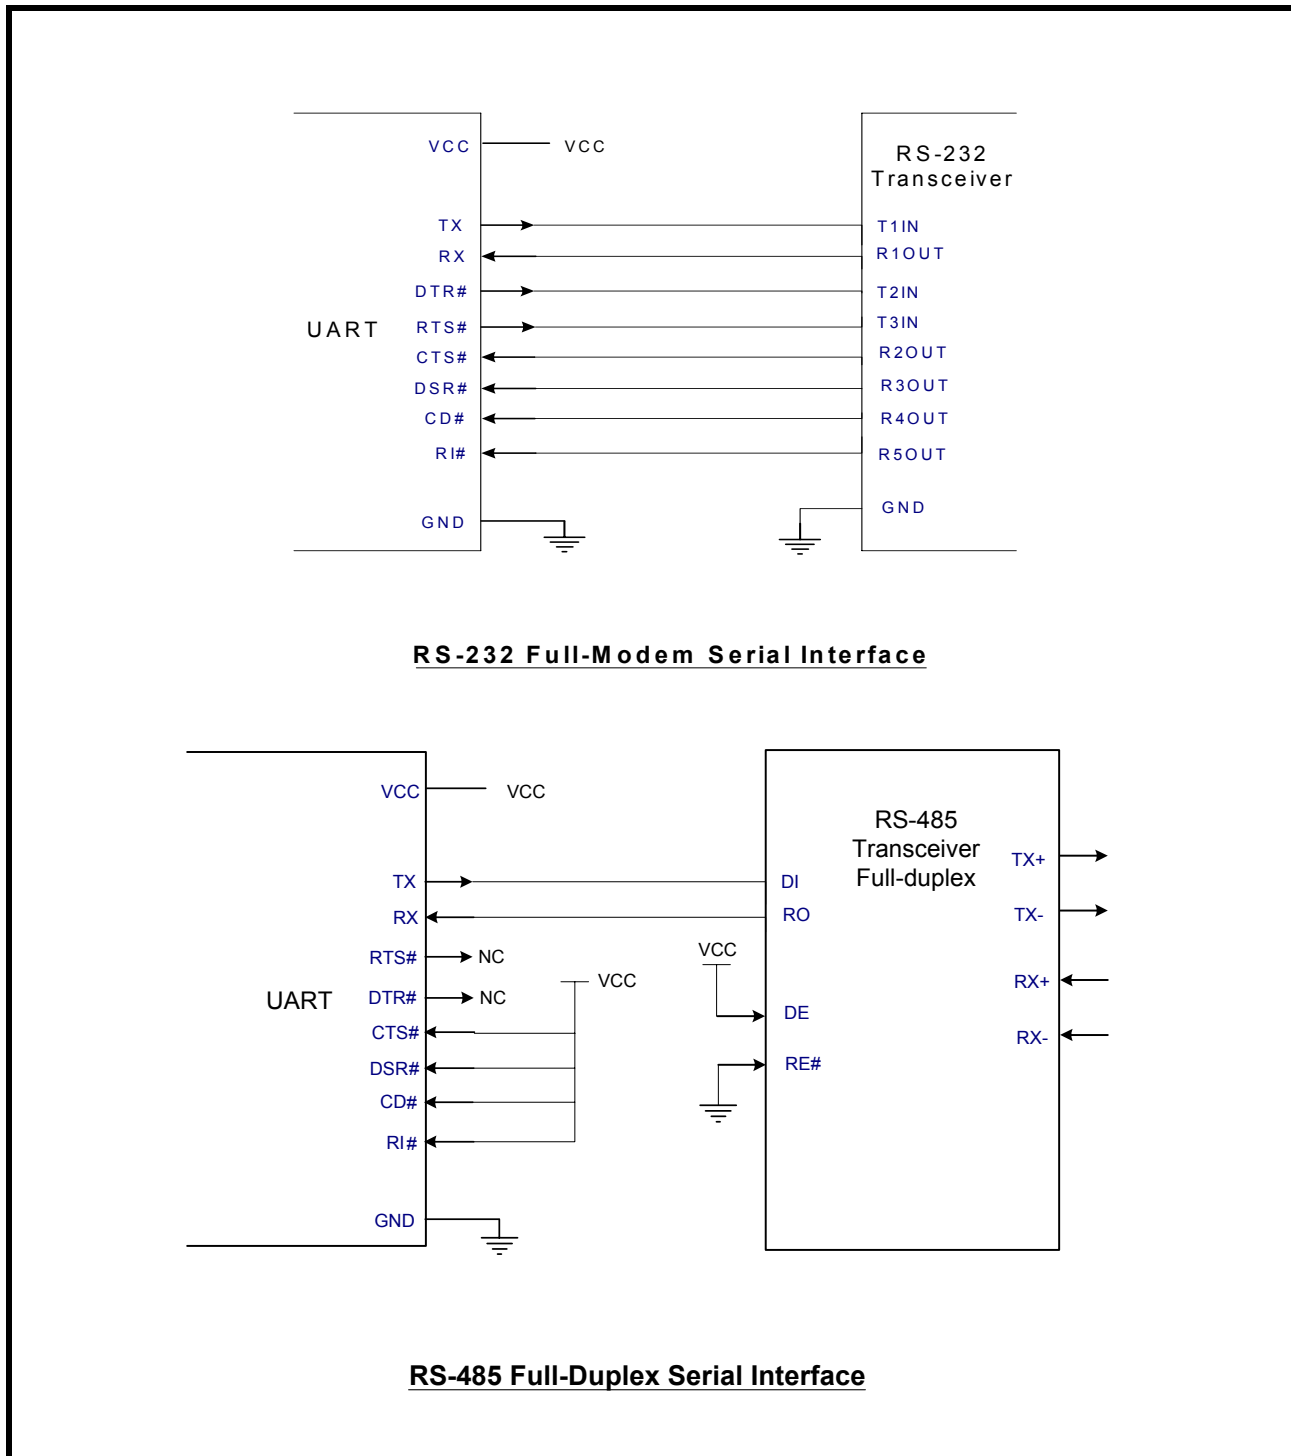 VCC VCC
RS-232
Transceiver
TX T1IN
RX R1OUT
DTR# T2IN
UART RTS# T3IN
CTS# R2OUT
DSR# R3OUT
CD# R4OUT
RI# R5OUT
GND GND
RS-232 Full-Modem Serial Interface
VCC VCC
RS-485
Transceiver
Full-duplex
TX+
TX DI
RX RO TX-
RTS# NC VCC
VCC RX+
UART DTR# NC
DE
CTS# RX-
DSR# RE#
CD#
RI#
GND
RS-485 Full-Duplex Serial Interface